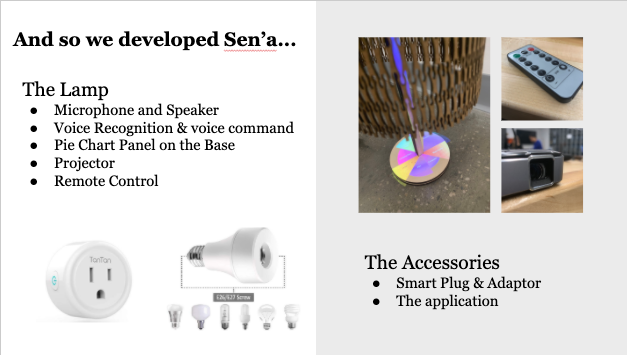 And so we developed Sen’a...
The Lamp
● Microphone and Speaker
● Voice Recognition & voice command
● Pie Chart Panel on the Base
● Projector
● Remote Control
TanTan
E26/E27 Screw
The Accessories
● Smart Plug & Adaptor
● The application